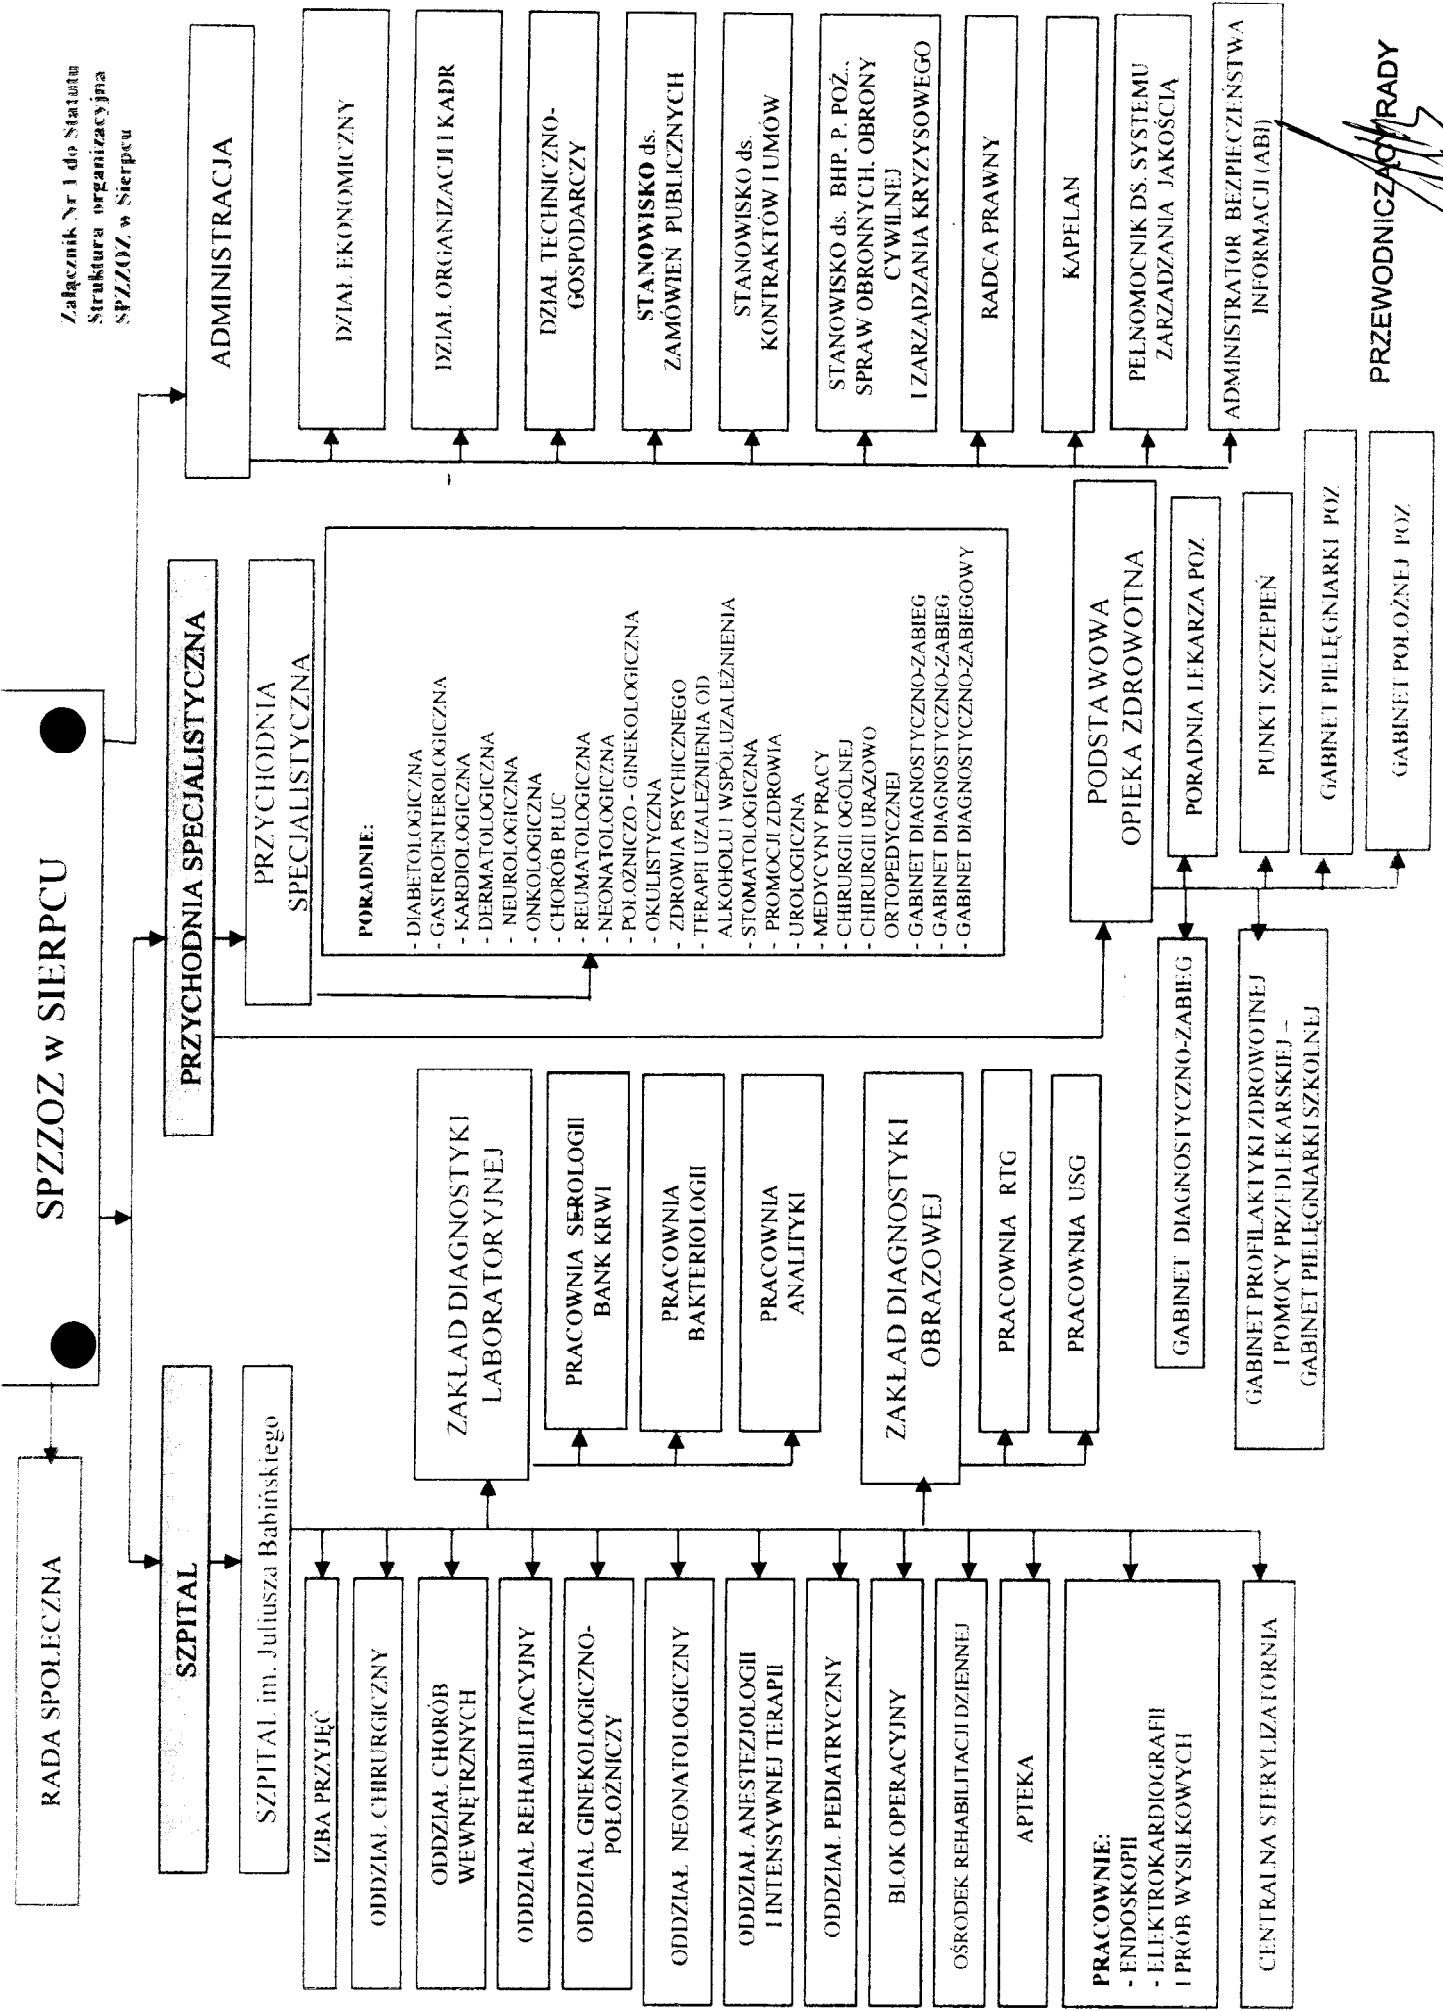 Załącznik Nr 1 do Statutu
Struktura organizacyjna
SPZZOZ w Sierpcu
SPZZOZ w SIERPCU
RADA SPOŁECZNA
SZPITAL
SZPITAL im. Juliusza Babińskiego
IZBA PRZYJĘĆ
ODDZIAŁ CHIRURGICZNY
ODDZIAŁ CHORÓB
WEWNĘTRZNYCH
ODDZIAŁ REHABILITACYJNY
ODDZIAŁ GINEKOLOGICZNO-
POŁOŻNICZY
ODDZIAŁ NEONATOLOGICZNY
ODDZIAŁ ANESTEZJOLOGII
I INTENSYWNEJ TERAPII
ODDZIAŁ PEDIATRYCZNY
BLOK OPERACYJNY
OŚRODEK REHABILITACJI DZIENNEJ
APTEKA
PRACOWNIE:
- ENDOSKOPII
- ELEKTROKARDIOGRAFII
I PRÓB WYSIŁKOWYCH
CENTRALNA STERYLIZATORNIA
ZAKŁAD DIAGNOSTYKI
LABORATORYJNEJ
PRACOWNIA SEROLOGII
BANK KRWI
PRACOWNIA
BAKTERIOLOGII
PRACOWNIA
ANALITYKI
ZAKŁAD DIAGNOSTYKI
OBRAZOWEJ
PRACOWNIA RTG
PRACOWNIA USG
PRZYCHODNIA SPECJALISTYCZNA
PRZYCHODNIA
SPECJALISTYCZNA
PORADNIE:
- DIABETOLOGICZNA
- GASTROENTEROLOGICZNA
- KARDIOLOGICZNA
- DERMATOLOGICZNA
- NEUROLOGICZNA
- ONKOLOGICZNA
- CHORÓB PŁUC
- REUMATOLOGICZNA
- NEONATOLOGICZNA
- POŁOŻNICZO - GINEKOLOGICZNA
- OKULISTYCZNA
- ZDROWIA PSYCHICZNEGO
- TERAPII UZALEŻNIENIA OD
ALKOHOLU I WSPÓŁUZALEŻNIENIA
- STOMATOLOGICZNA
- PROMOCJI ZDROWIA
- UROLOGICZNA
- MEDYCYNY PRACY
- CHIRURGII OGÓLNEJ
- CHIRURGII URAZOWO
ORTOPEDYCZNEJ
- GABINET DIAGNOSTYCZNO-ZABIEG
- GABINET DIAGNOSTYCZNO-ZABIEG.
- GABINET DIAGNOSTYCZNO-ZABIEGOWY
PODSTAWOWA
OPIEKA ZDROWOTNA
PORADNIA LEKARZA POZ
PUNKT SZCZEPIEŃ
GABINET PIELĘGNIARKI POZ
GABINET POŁOŻNEJ POZ
GABINET DIAGNOSTYCZNO-ZABIEG
GABINET PROFILAKTYKI ZDROWOTNEJ
I POMOCY PRZEDLEKARSKIEJ –
GABINET PIELĘGNIARKI SZKOLNEJ
ADMINISTRACJA
DZIAŁ EKONOMICZNY
DZIAŁ ORGANIZACJI I KADR
DZIAŁ TECHNICZNO-
GOSPODARCZY
STANOWISKO ds.
ZAMÓWIEŃ PUBLICZNYCH
STANOWISKO ds.
KONTRAKTÓW I UMÓW
STANOWISKO ds. BHP. P. POŻ.,
SPRAW OBRONNYCH, OBRONY
CYWILNEJ
I ZARZĄDZANIA KRYZYSOWEGO
RADCA PRAWNY
KAPELAN
PEŁNOMOCNIK DS. SYSTEMU
ZARZĄDZANIA JAKOŚCIĄ
ADMINISTRATOR BEZPIECZEŃSTWA
INFORMACJI (ABI)
PRZEWODNICZĄCY RADY